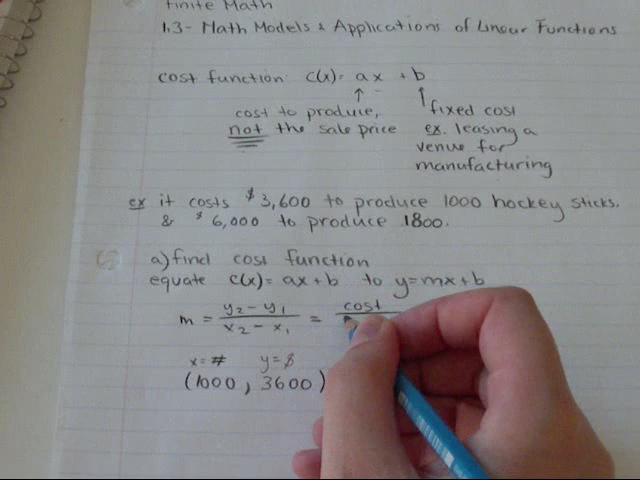 Finite Math
1.3- Math Models & Applications of Linear Functions
cost function: C(x)= ax + b
cost to produce,
not the sale price
fixed cost
ex. leasing a
venue for
manufacturing
ex it costs $3,600 to produce 1000 hockey sticks.
& $6,000 to produce 1800.
a) find cost function
equate C(x)= ax+b to y=mx+b
m = y₂ - y₁ / x₂ - x₁ = cost
x=# y=$
(1000, 3600)